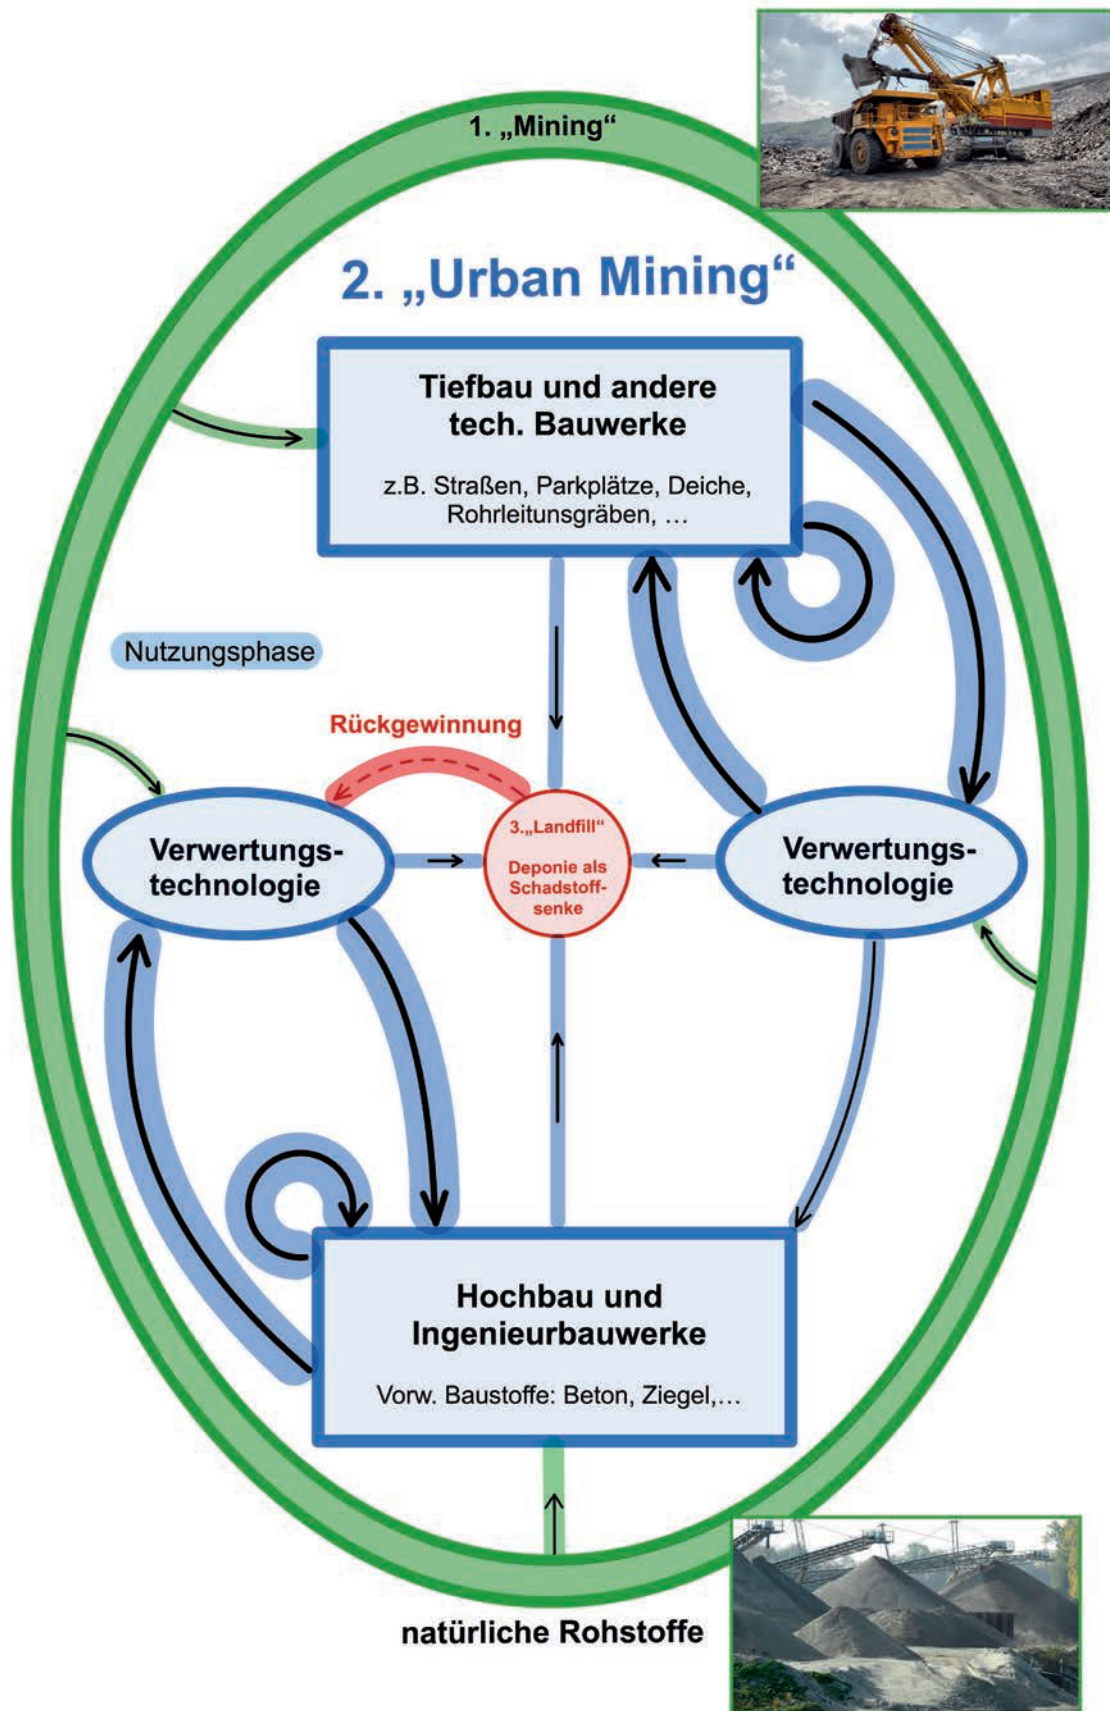 1. „Mining“
2. „Urban Mining“
Tiefbau und andere
tech. Bauwerke
z.B. Straßen, Parkplätze, Deiche,
Rohrleitunsgräben, …
Nutzungsphase
Rückgewinnung
Verwertungs-
technologie
3.„Landfill“
Deponie als
Schadstoff-
senke
Verwertungs-
technologie
Hochbau und
Ingenieurbauwerke
Vorw. Baustoffe: Beton, Ziegel,…
natürliche Rohstoffe